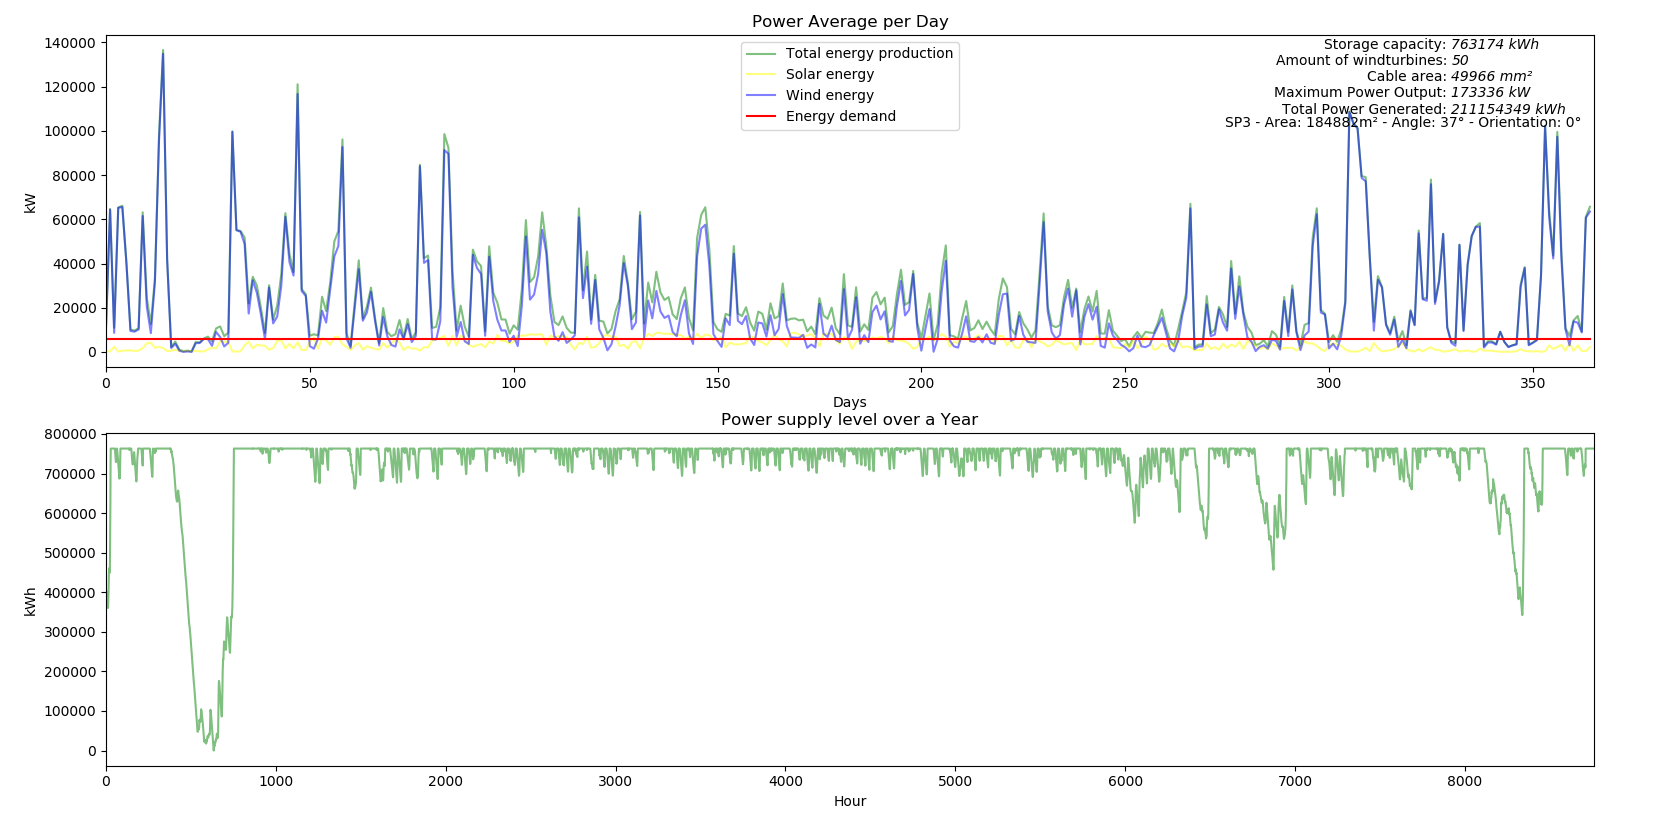 Power Average per Day
140000
120000
100000
80000
60000
40000
20000
0
kW
Total energy production
Solar energy
Wind energy
Energy demand
Storage capacity: 763174 kWh
Amount of windturbines: 50
Cable area: 49966 mm²
Maximum Power Output: 173336 kW
Total Power Generated: 211154349 kWh
SP3 - Area: 184882m² - Angle: 37° - Orientation: 0°
0 50 100 150 200 250 300 350
Days
Power supply level over a Year
800000
700000
600000
500000
400000
300000
200000
100000
0
kWh
0 1000 2000 3000 4000 5000 6000 7000 8000
Hour